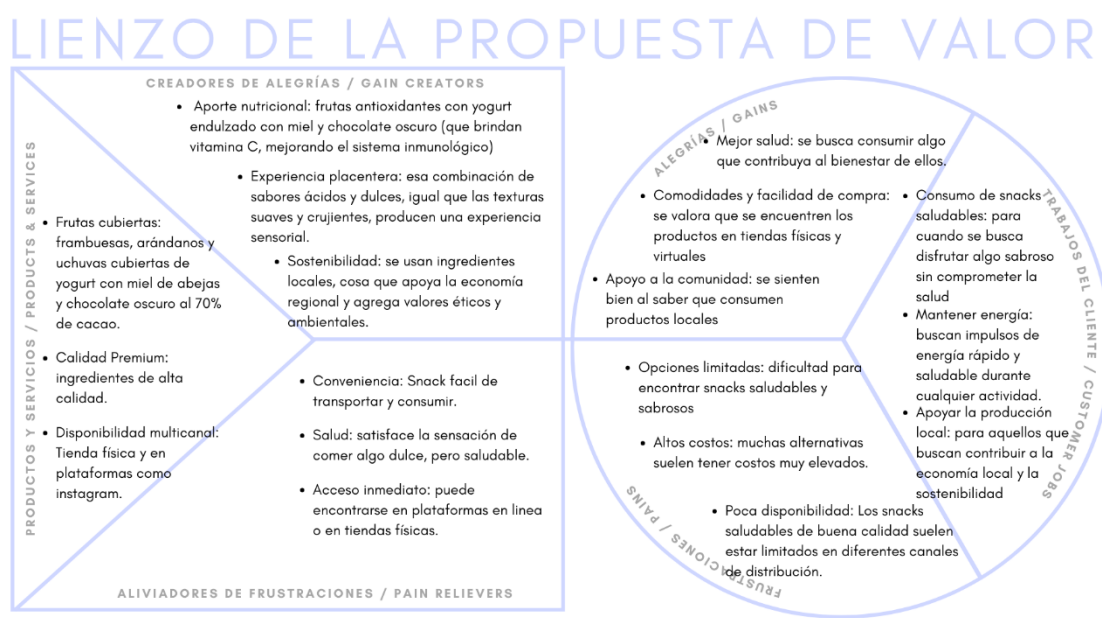 LIENZO DE LA PROPUESTA DE VALOR
CREADORES DE ALEGRÍAS / GAIN CREATORS
• Aporte nutricional: frutas antioxidantes con yogurt
endulzado con miel y chocolate oscuro (que brindan
vitamina C, mejorando el sistema inmunológico)
• Experiencia placentera: esa combinación de
sabores ácidos y dulces, igual que las texturas
suaves y crujientes, producen una experiencia
sensorial.
• Sostenibilidad: se usan ingredientes
locales, cosa que apoya la economía
regional y agrega valores éticos y
ambientales.
PRODUCTOS Y SERVICIOS / PRODUCTS & SERVICES
• Frutas cubiertas:
frambuesas, arándanos y
uchuvas cubiertas de
yogurt con miel de abejas
y chocolate oscuro al 70%
de cacao.
• Calidad Premium:
ingredientes de alta
calidad.
• Disponibilidad multicanal:
Tienda física y en
plataformas como
instagram.
• Conveniencia: Snack facil de
transportar y consumir.
• Salud: satisface la sensación de
comer algo dulce, pero saludable.
• Acceso inmediato: puede
encontrarse en plataformas en linea
o en tiendas físicas.
ALIVIADORES DE FRUSTRACIONES / PAIN RELIEVERS
ALEGRÍAS / GAINS
• Mejor salud: se busca consumir algo
que contribuya al bienestar de ellos.
• Comodidades y facilidad de compra:
se valora que se encuentren los
productos en tiendas físicas y
virtuales
• Apoyo a la comunidad: se sienten
bien al saber que consumen
productos locales
TRABAJOS DEL CLIENTE / CUSTOMER JOBS
• Consumo de snacks
saludables: para
cuando se busca
disfrutar algo sabroso
sin comprometer la
salud
• Mantener energía:
buscan impulsos de
energía rápido y
saludable durante
cualquier actividad.
• Apoyar la producción
local: para aquellos que
buscan contribuir a la
economía local y la
sostenibilidad
• Opciones limitadas: dificultad para
encontrar snacks saludables y
sabrosos
• Altos costos: muchas alternativas
suelen tener costos muy elevados.
• Poca disponibilidad: Los snacks
saludables de buena calidad suelen
estar limitados en diferentes canales
de distribución.
FRUSTRACIONES / PAINS